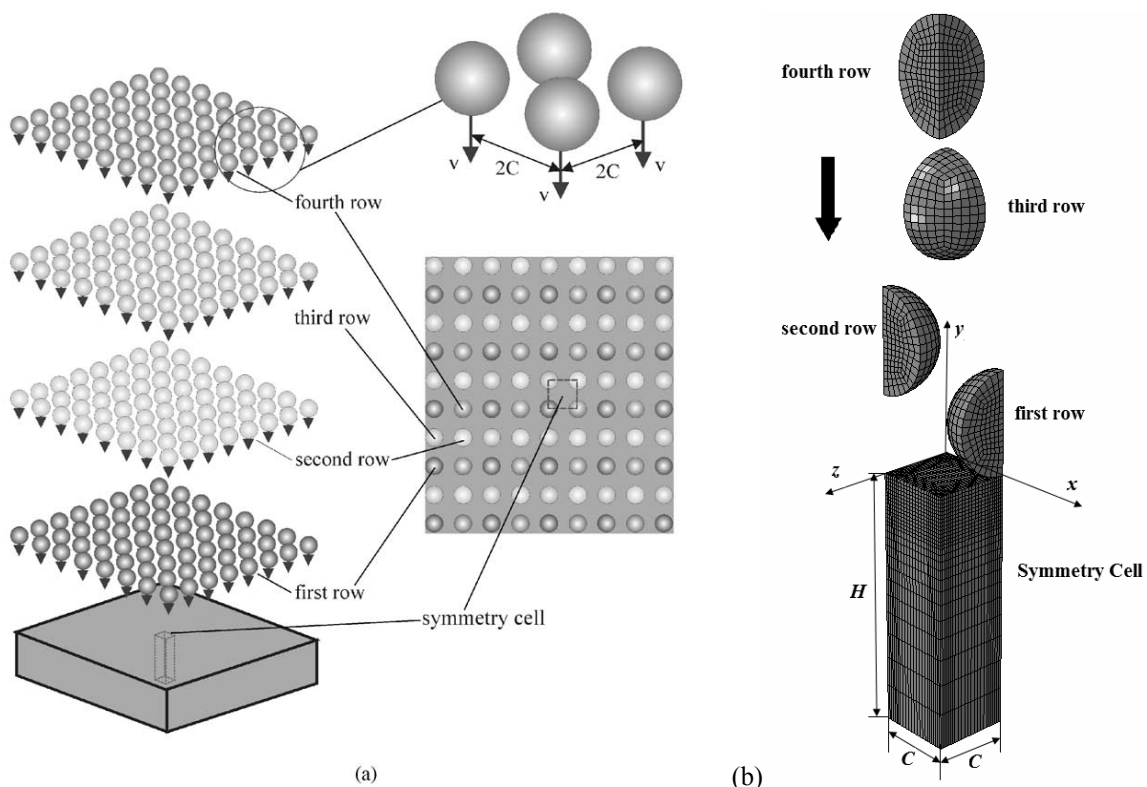 v
2C
2C
v
v
fourth row
third row
second row
first row
symmetry cell
(a)
fourth row
third row
second row
y
first row
z
x
H
Symmetry Cell
C
C
(b)